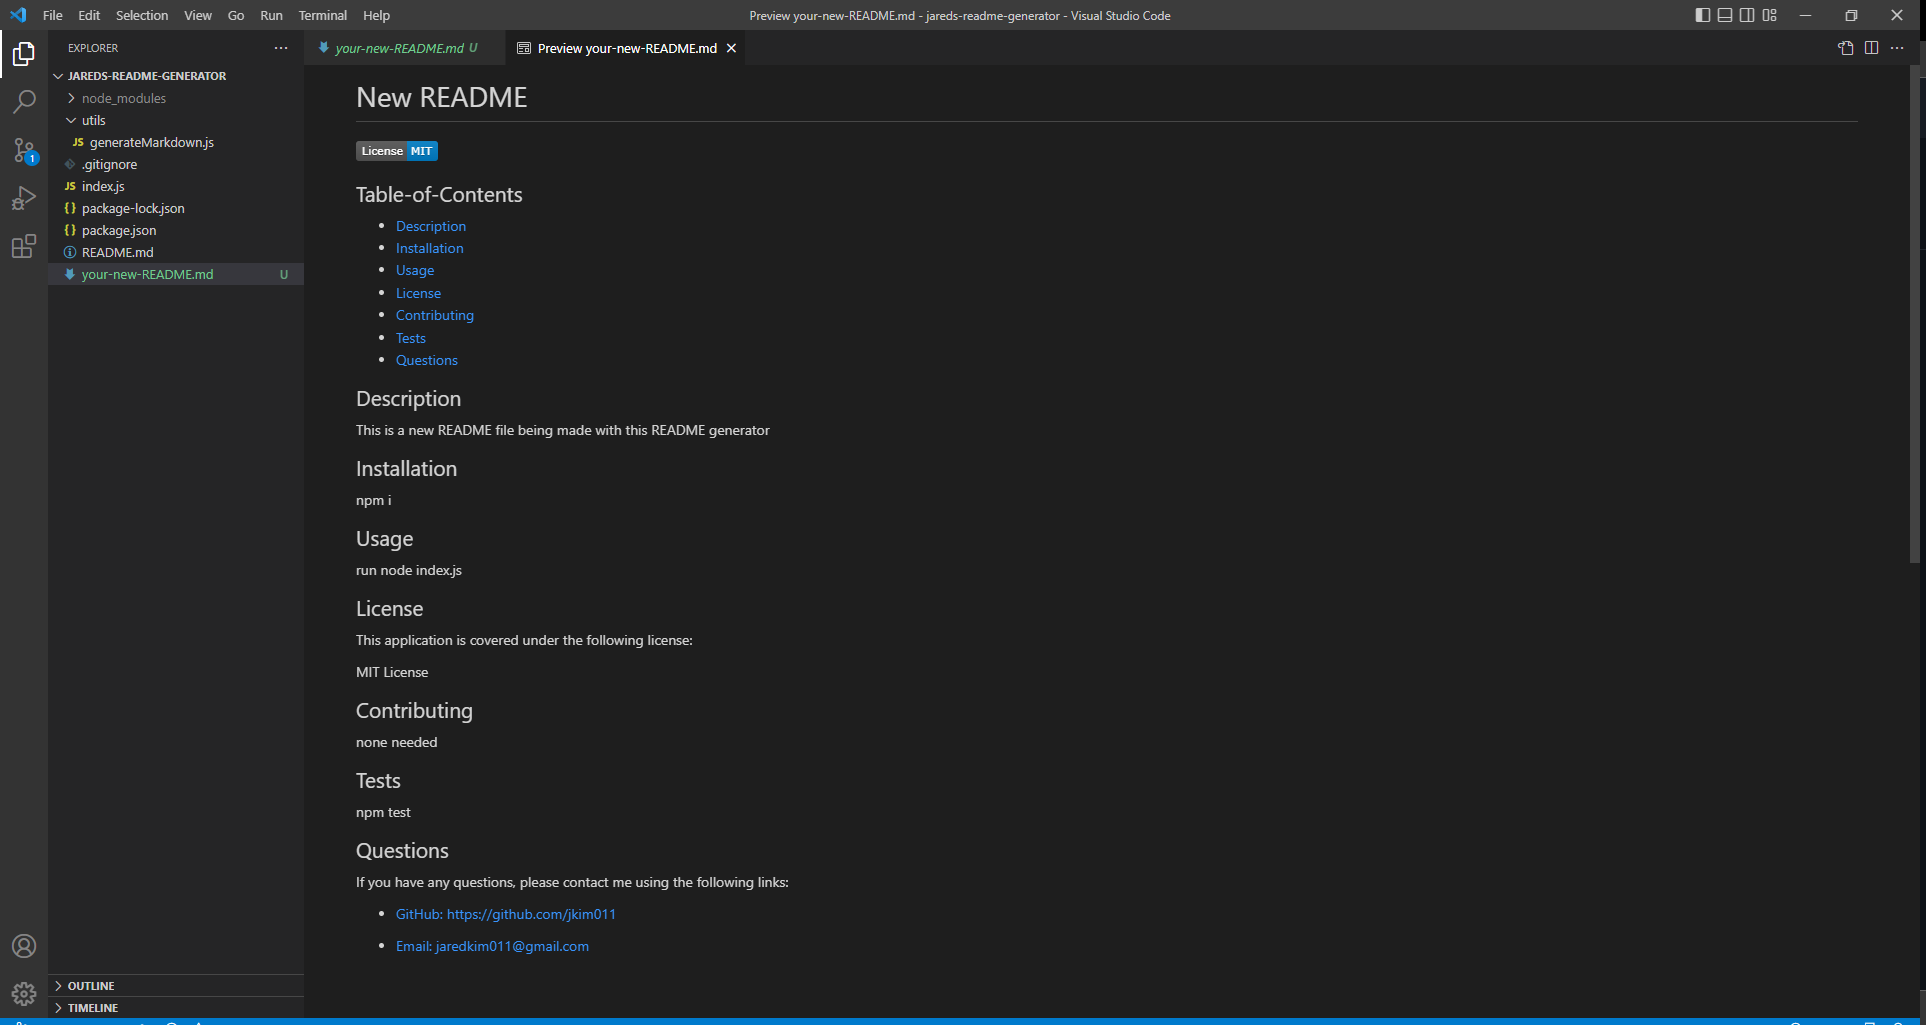 File Edit Selection View Go Run Terminal Help
Preview your-new-README.md - jareds-readme-generator - Visual Studio Code
EXPLORER
JAREDS-README-GENERATOR
node_modules
utils
JS generateMarkdown.js
.gitignore
JS index.js
{} package-lock.json
{} package.json
README.md
your-new-README.md U
1
OUTLINE
TIMELINE
your-new-README.md U
Preview your-new-README.md
New README
License MIT
Table-of-Contents
Description
Installation
Usage
License
Contributing
Tests
Questions
Description
This is a new README file being made with this README generator
Installation
npm i
Usage
run node index.js
License
This application is covered under the following license:
MIT License
Contributing
none needed
Tests
npm test
Questions
If you have any questions, please contact me using the following links:
GitHub: https://github.com/jkim011
Email: jaredkim011@gmail.com